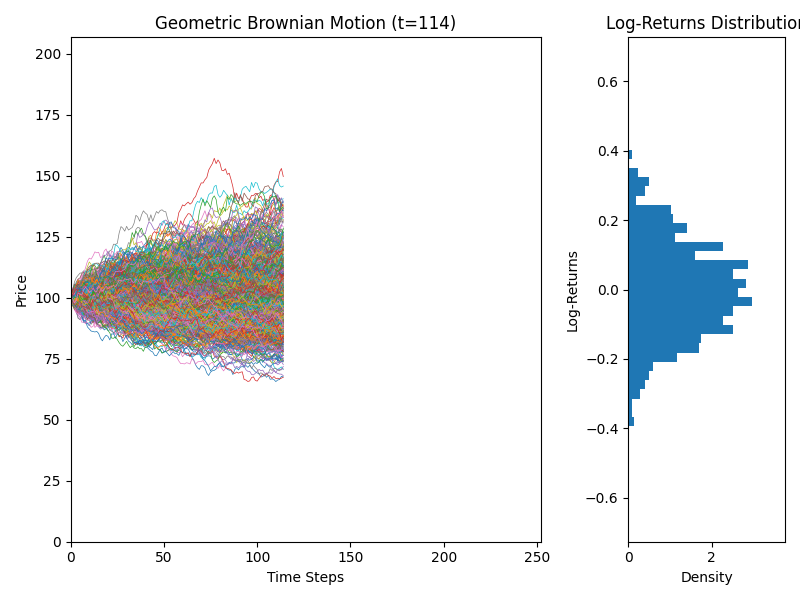 Geometric Brownian Motion (t=114)
Price
200
175
150
125
100
75
50
25
0
0 50 100 150 200 250
Time Steps
Log-Returns Distribution
Log-Returns
0.6
0.4
0.2
0.0
−0.2
−0.4
−0.6
0 2
Density